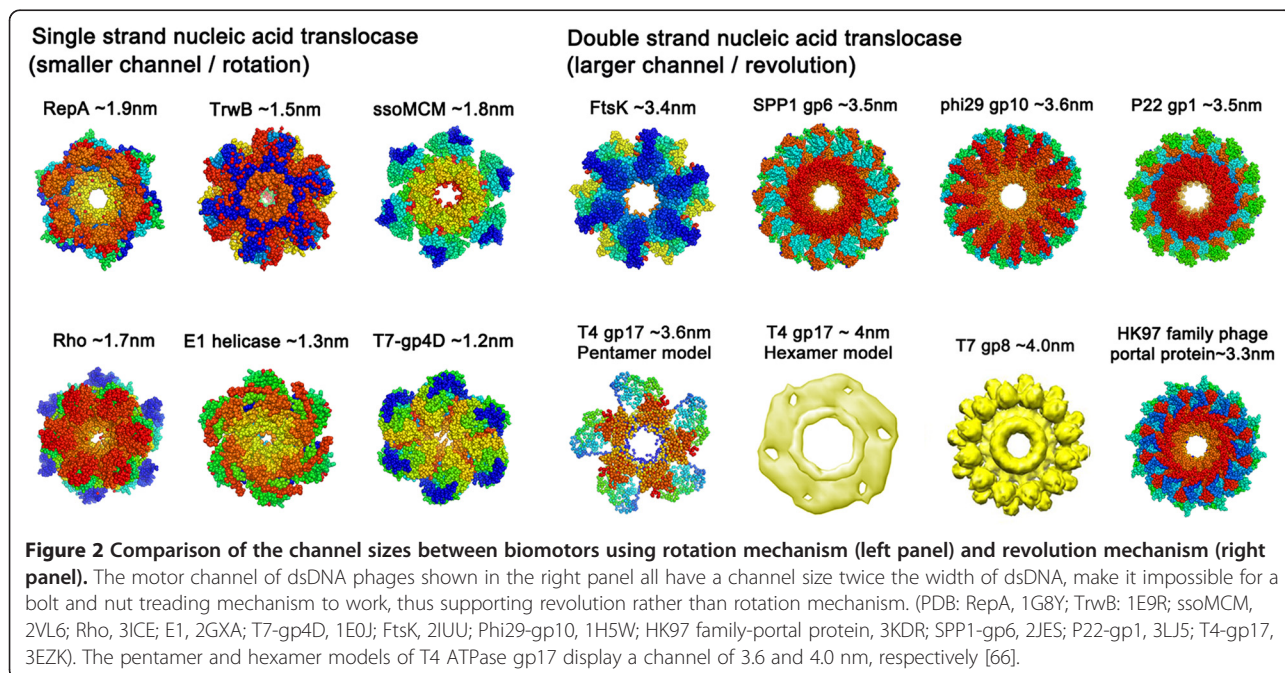 Single strand nucleic acid translocase
(smaller channel / rotation)
Double strand nucleic acid translocase
(larger channel / revolution)
RepA ~1.9nm
TrwB ~1.5nm
ssoMCM ~1.8nm
FtsK ~3.4nm
SPP1 gp6 ~3.5nm
phi29 gp10 ~3.6nm
P22 gp1 ~3.5nm
Rho ~1.7nm
E1 helicase ~1.3nm
T7-gp4D ~1.2nm
T4 gp17 ~3.6nm
Pentamer model
T4 gp17 ~ 4nm
Hexamer model
T7 gp8 ~4.0nm
HK97 family phage
portal protein~3.3nm
Figure 2 Comparison of the channel sizes between biomotors using rotation mechanism (left panel) and revolution mechanism (right
panel). The motor channel of dsDNA phages shown in the right panel all have a channel size twice the width of dsDNA, make it impossible for a
bolt and nut treading mechanism to work, thus supporting revolution rather than rotation mechanism. (PDB: RepA, 1G8Y; TrwB: 1E9R; ssoMCM,
2VL6; Rho, 3ICE; E1, 2GXA; T7-gp4D, 1E0J; FtsK, 2IUU; Phi29-gp10, 1H5W; HK97 family-portal protein, 3KDR; SPP1-gp6, 2JES; P22-gp1, 3LJ5; T4-gp17,
3EZK). The pentamer and hexamer models of T4 ATPase gp17 display a channel of 3.6 and 4.0 nm, respectively [66].